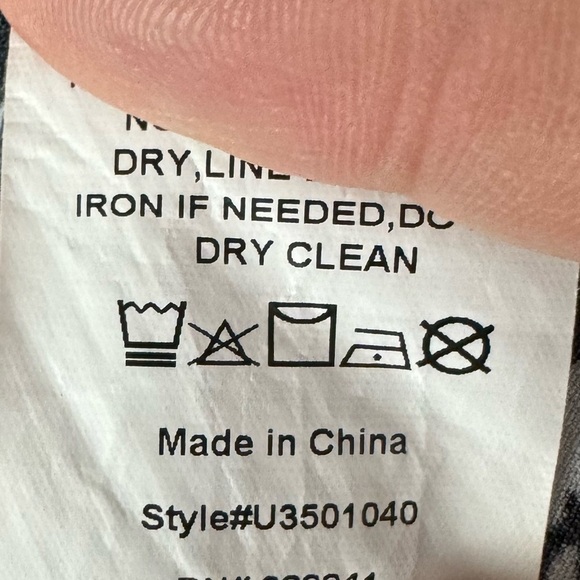 DRY,LINE
IRON IF NEEDED,DO
DRY CLEAN
Made in China
Style#U3501040